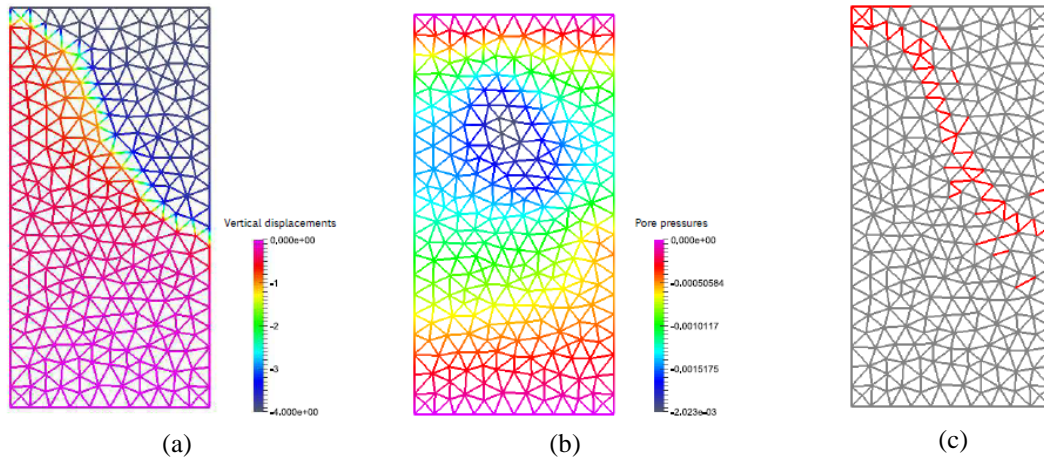 Vertical displacements
0,000e+00
-1
-2
-3
-4.000e+00
Pore pressures
0,000e+00
-0,00050584
-0,0010117
-0,0015175
-2.023e-03
(a)
(b)
(c)